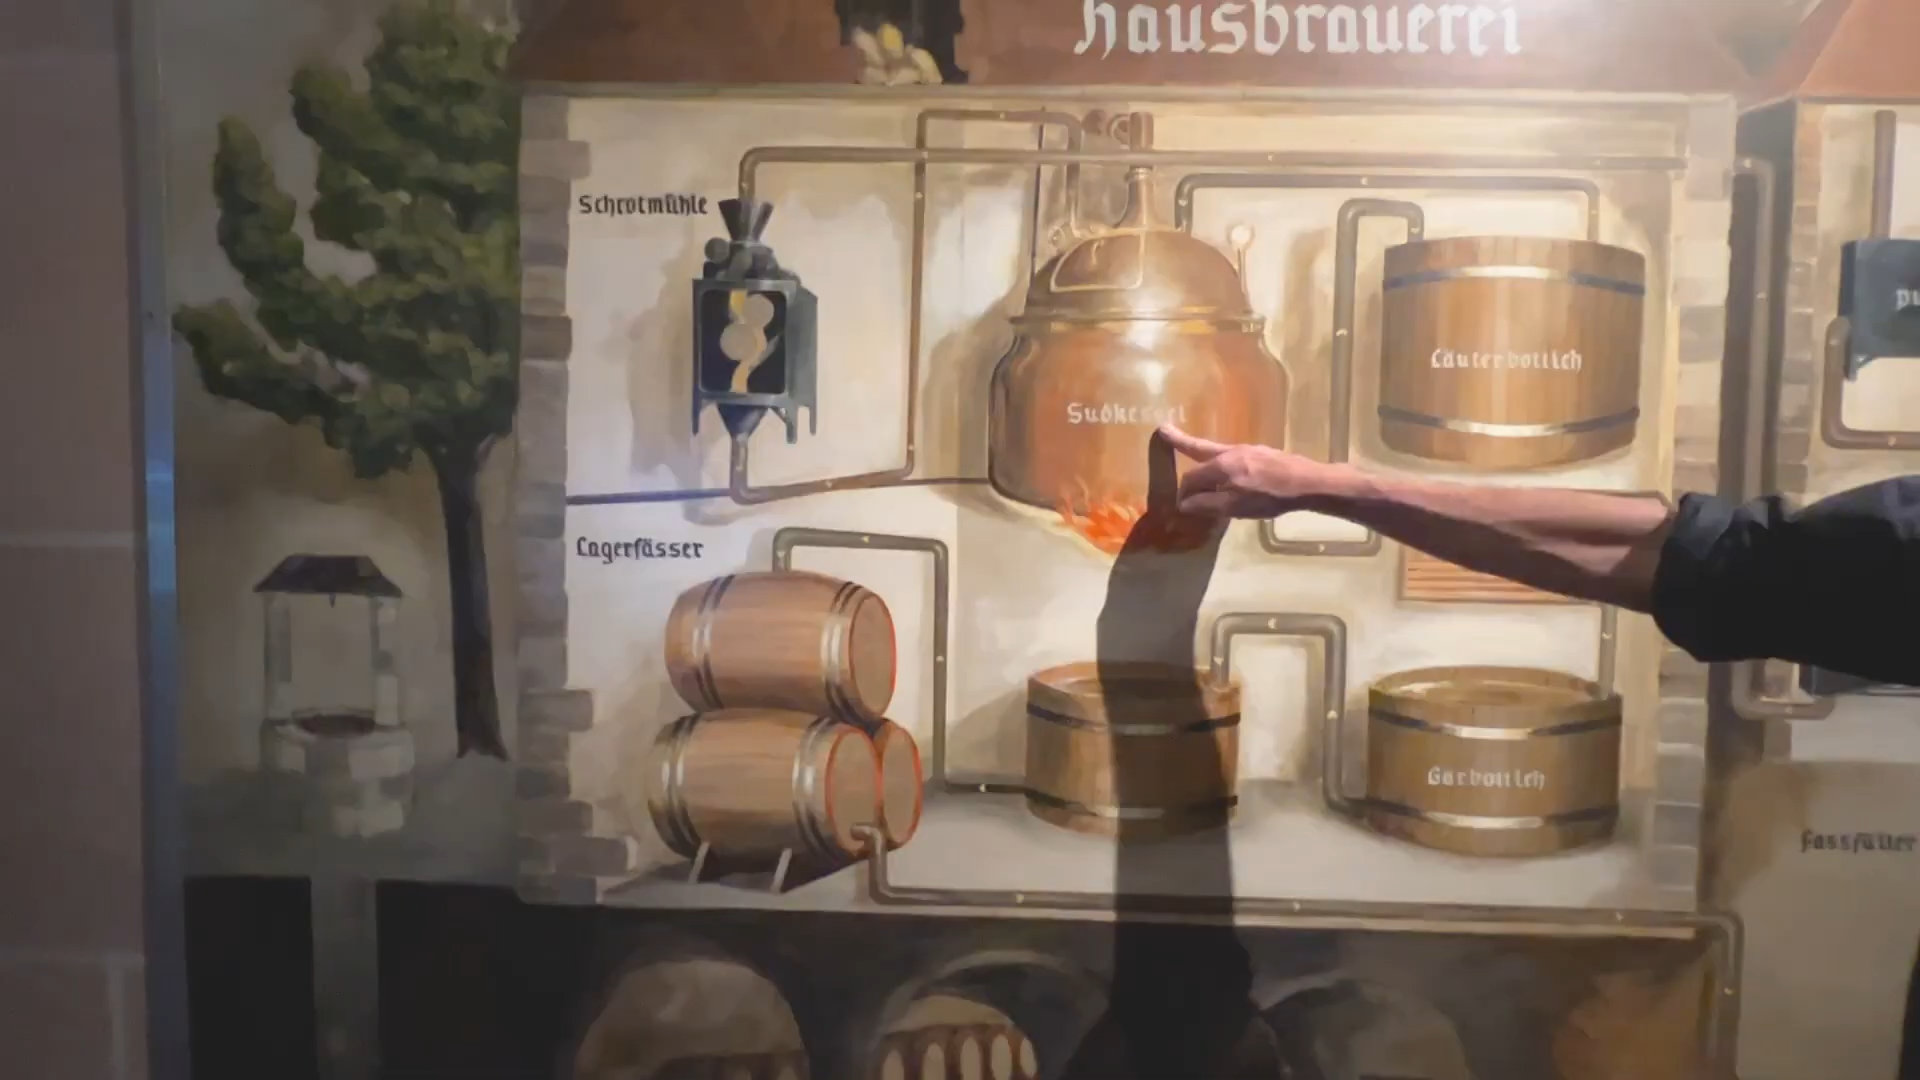 Hausbrauerei
Schrotmühle
Läuterbottich
Sudkessel
Lagerfässer
Gärbottich
Fassfüller